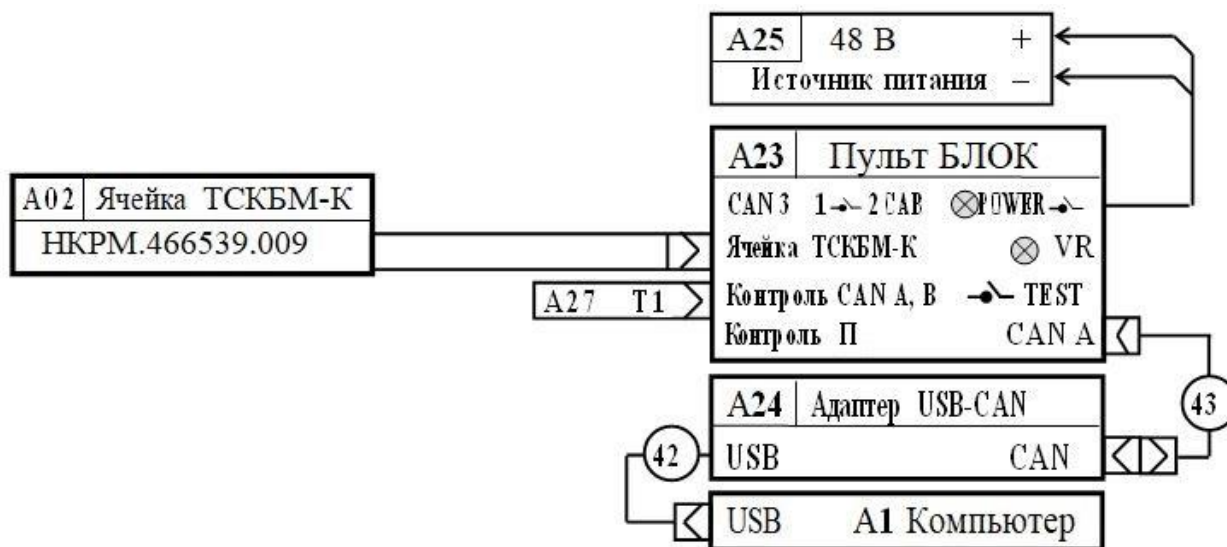 A25 48 В +
Источник питания –
A23 Пульт БЛОК
CAN 3 1 2 CAB POWER
Ячейка ТСКБМ-К VR
Контроль CAN A, B TEST
Контроль П CAN A
A02 Ячейка ТСКБМ-К
НКРМ.466539.009
A27 T1
A24 Адаптер USB-CAN
USB CAN
42
43
USB A1 Компьютер